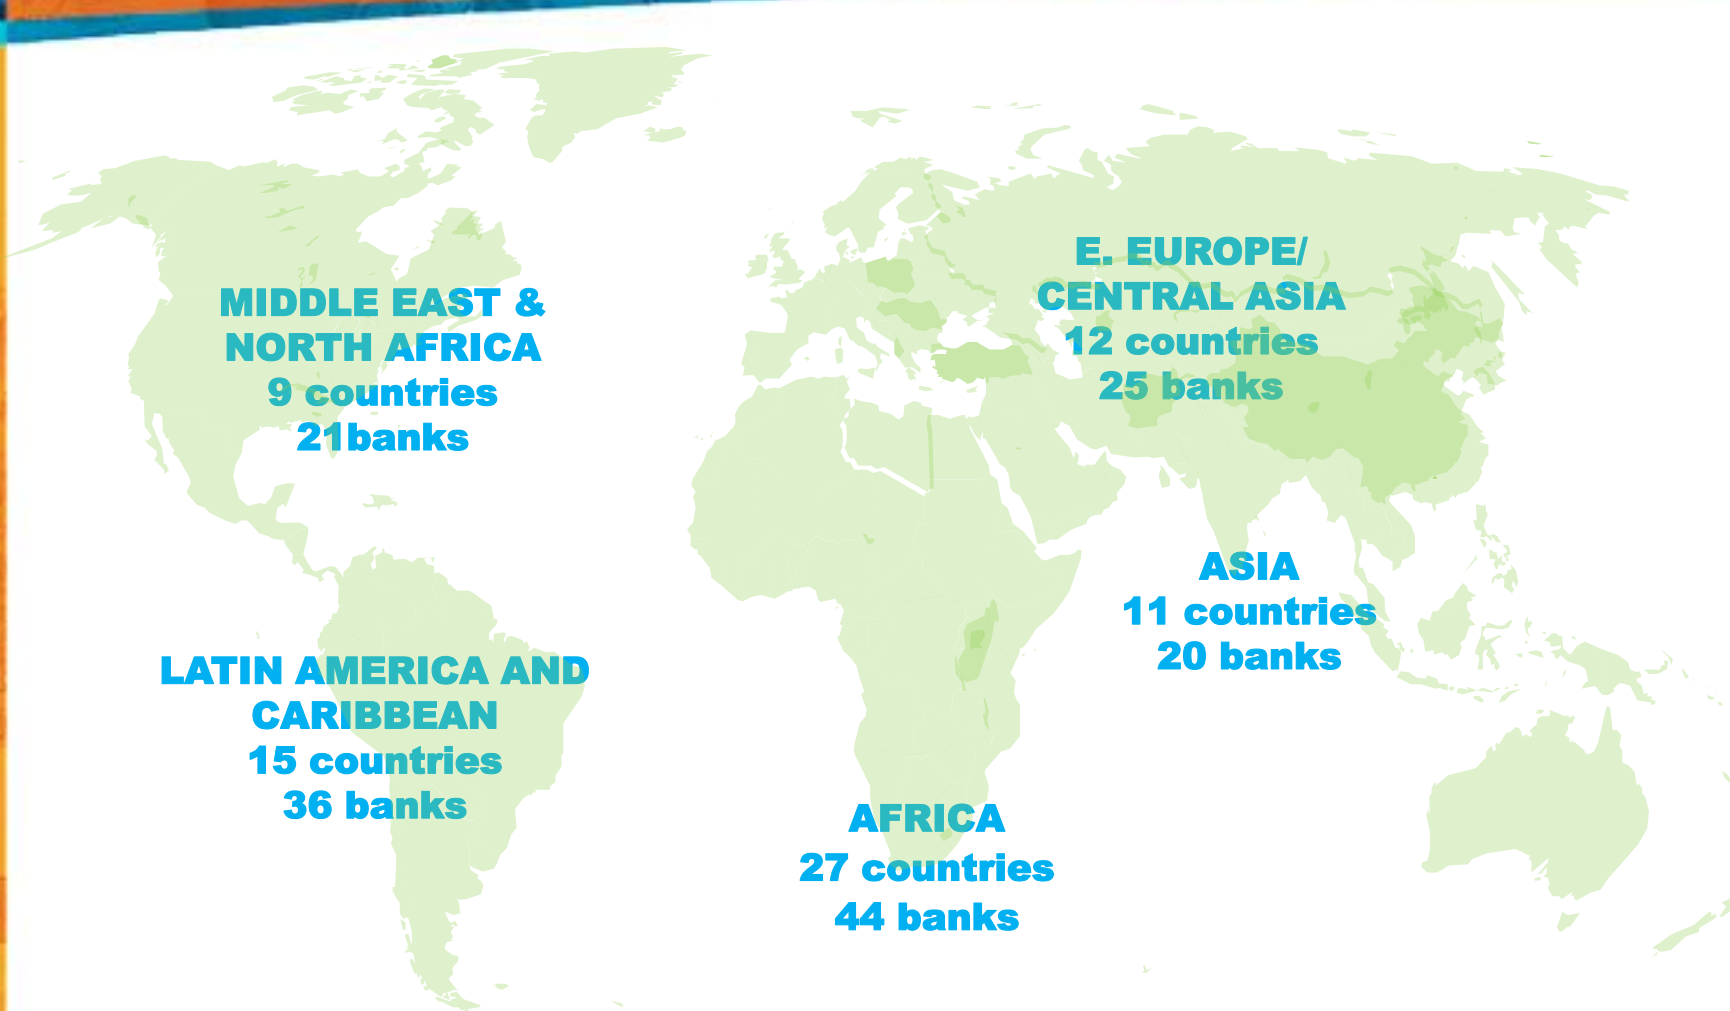 MIDDLE EAST &
NORTH AFRICA
9 countries
21banks
E. EUROPE/
CENTRAL ASIA
12 countries
25 banks
ASIA
11 countries
20 banks
LATIN AMERICA AND
CARIBBEAN
15 countries
36 banks
AFRICA
27 countries
44 banks